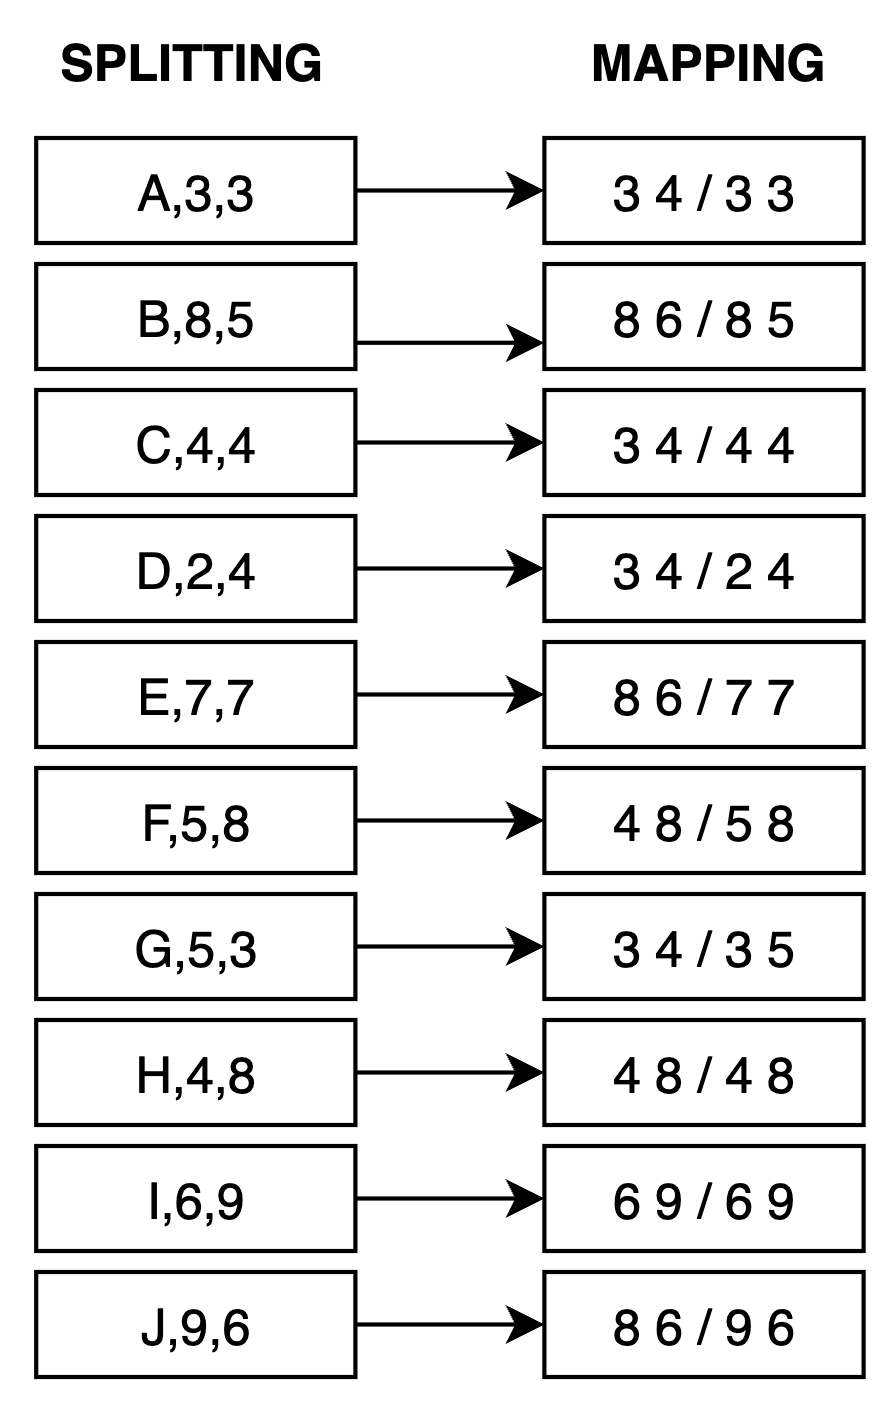 SPLITTING MAPPING
A,3,3 3 4 / 3 3
B,8,5 8 6 / 8 5
C,4,4 3 4 / 4 4
D,2,4 3 4 / 2 4
E,7,7 8 6 / 7 7
F,5,8 4 8 / 5 8
G,5,3 3 4 / 3 5
H,4,8 4 8 / 4 8
I,6,9 6 9 / 6 9
J,9,6 8 6 / 9 6